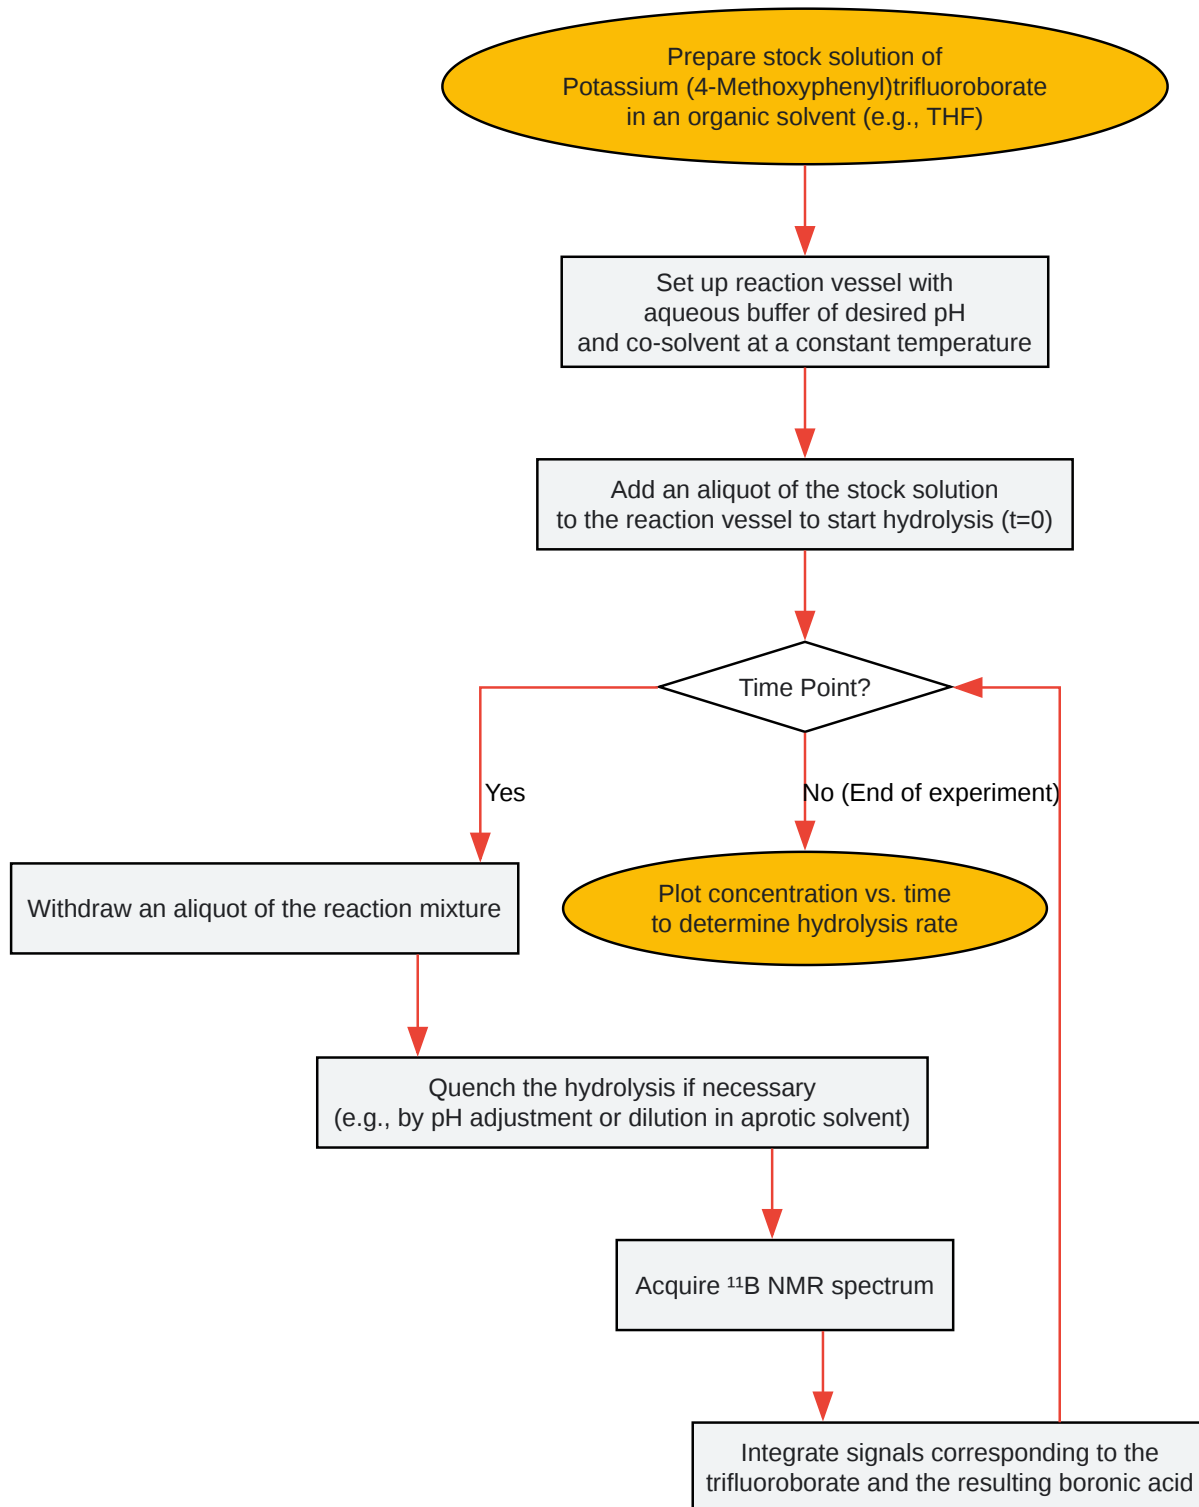 Prepare stock solution of
Potassium (4-Methoxyphenyl)trifluoroborate
in an organic solvent (e.g., THF)
Set up reaction vessel with
aqueous buffer of desired pH
and co-solvent at a constant temperature
Add an aliquot of the stock solution
to the reaction vessel to start hydrolysis (t=0)
Time Point?
Yes
No (End of experiment)
Withdraw an aliquot of the reaction mixture
Plot concentration vs. time
to determine hydrolysis rate
Quench the hydrolysis if necessary
(e.g., by pH adjustment or dilution in aprotic solvent)
Acquire ¹¹B NMR spectrum
Integrate signals corresponding to the
trifluoroborate and the resulting boronic acid